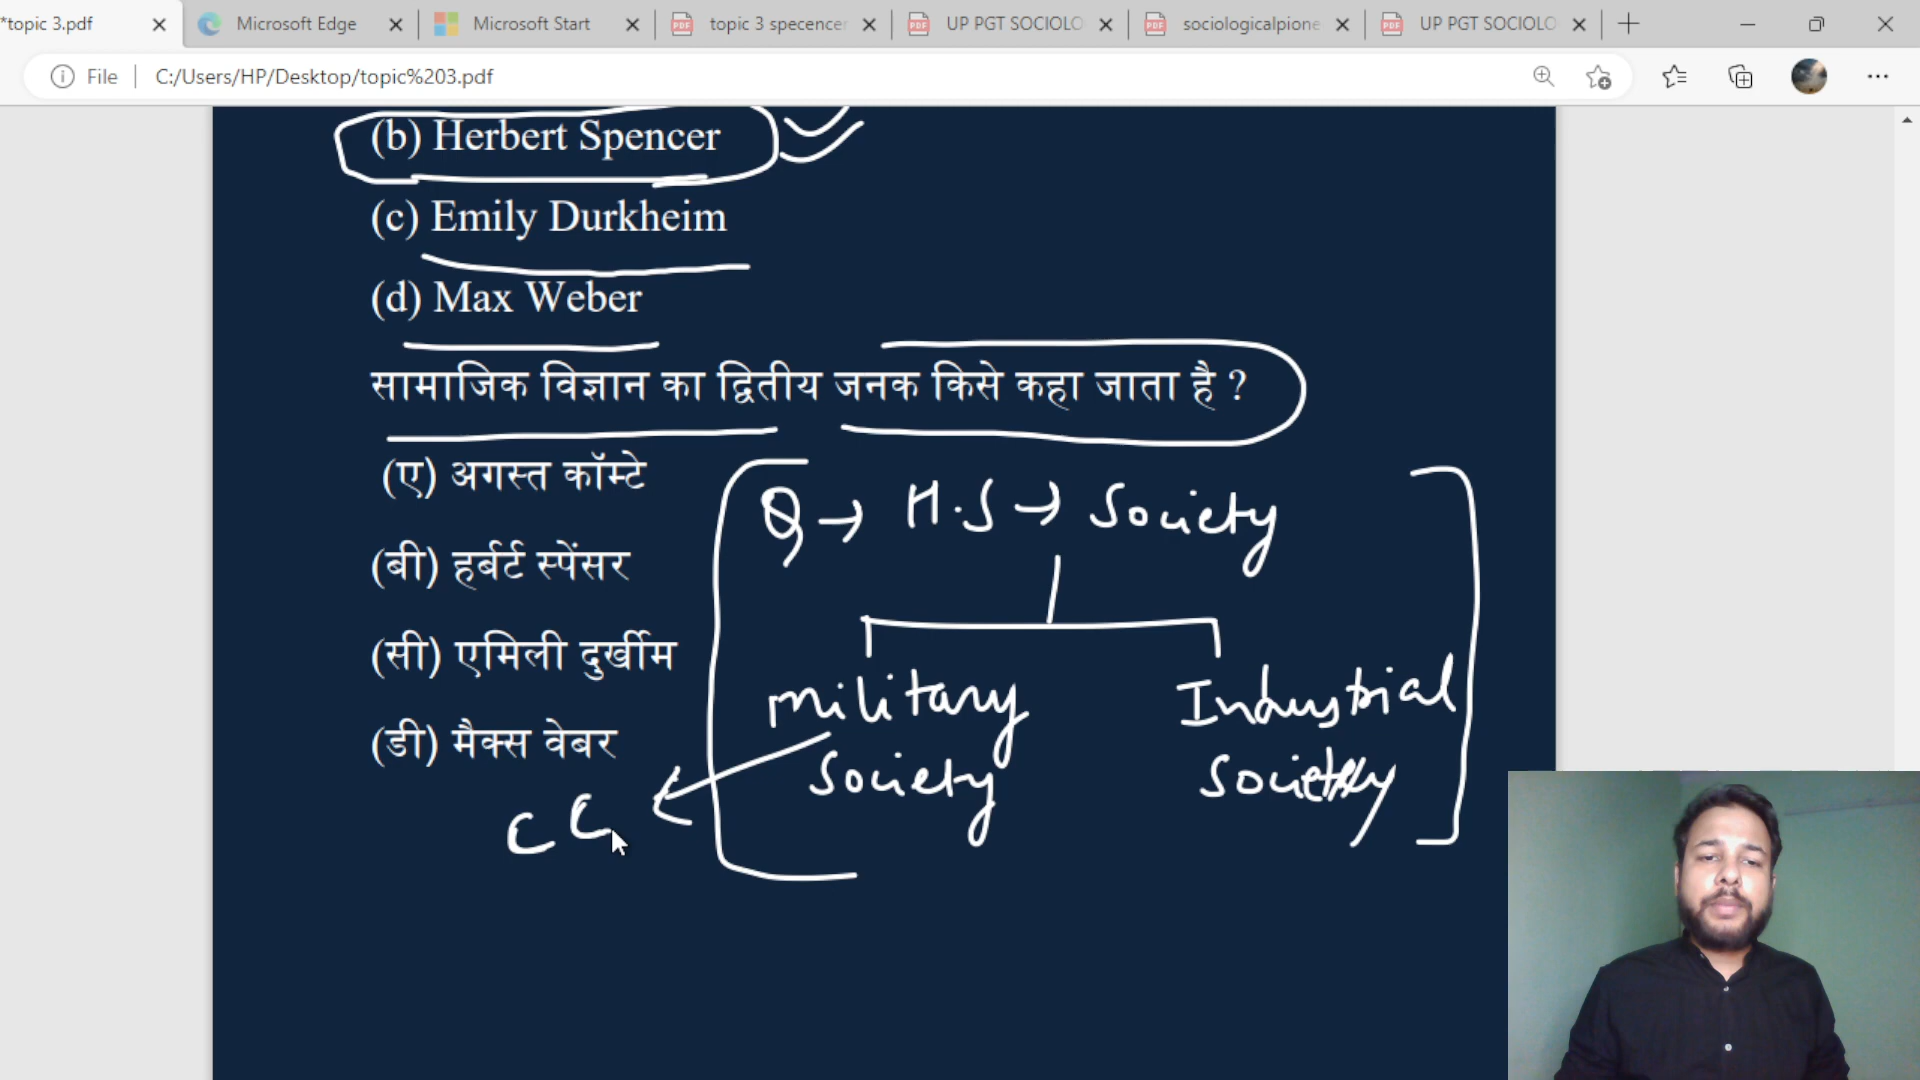 *topic 3.pdf
Microsoft Edge
Microsoft Start
topic 3 specencer
UP PGT SOCIOLO
sociologicalpione
UP PGT SOCIOLO
File
C:/Users/HP/Desktop/topic%203.pdf
(b) Herbert Spencer
(c) Emily Durkheim
(d) Max Weber
सामाजिक विज्ञान का द्वितीय जनक किसे कहा जाता है ?
(ए) अगस्त कॉम्टे
(बी) हर्बर्ट स्पेंसर
(सी) एमिली दुर्खीम
(डी) मैक्स वेबर
Q → H.S → Society
military Industrial
Society Society
C C